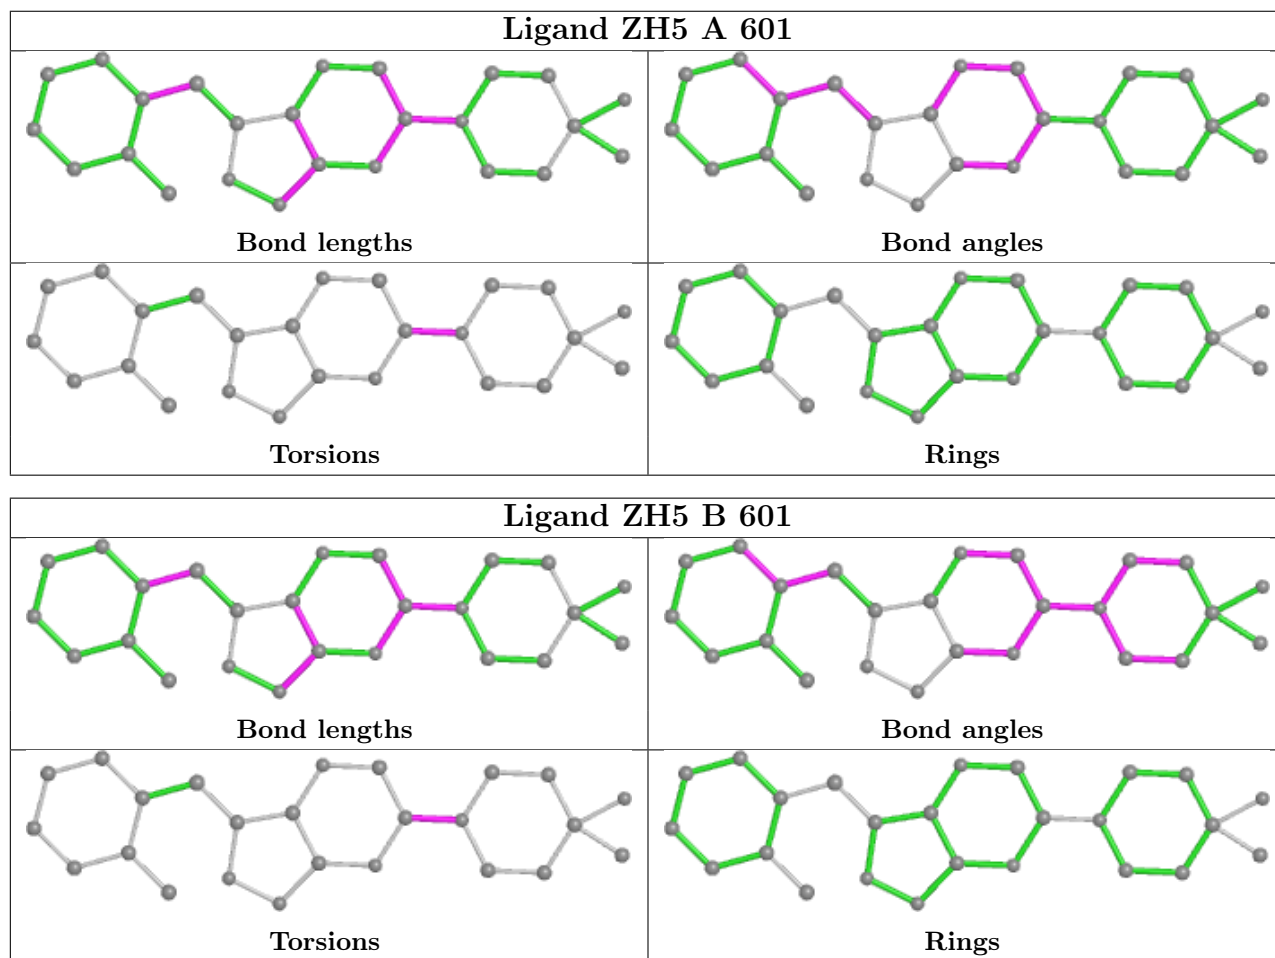 Ligand ZH5 A 601
Bond lengths
Bond angles
Torsions
Rings
Ligand ZH5 B 601
Bond lengths
Bond angles
Torsions
Rings